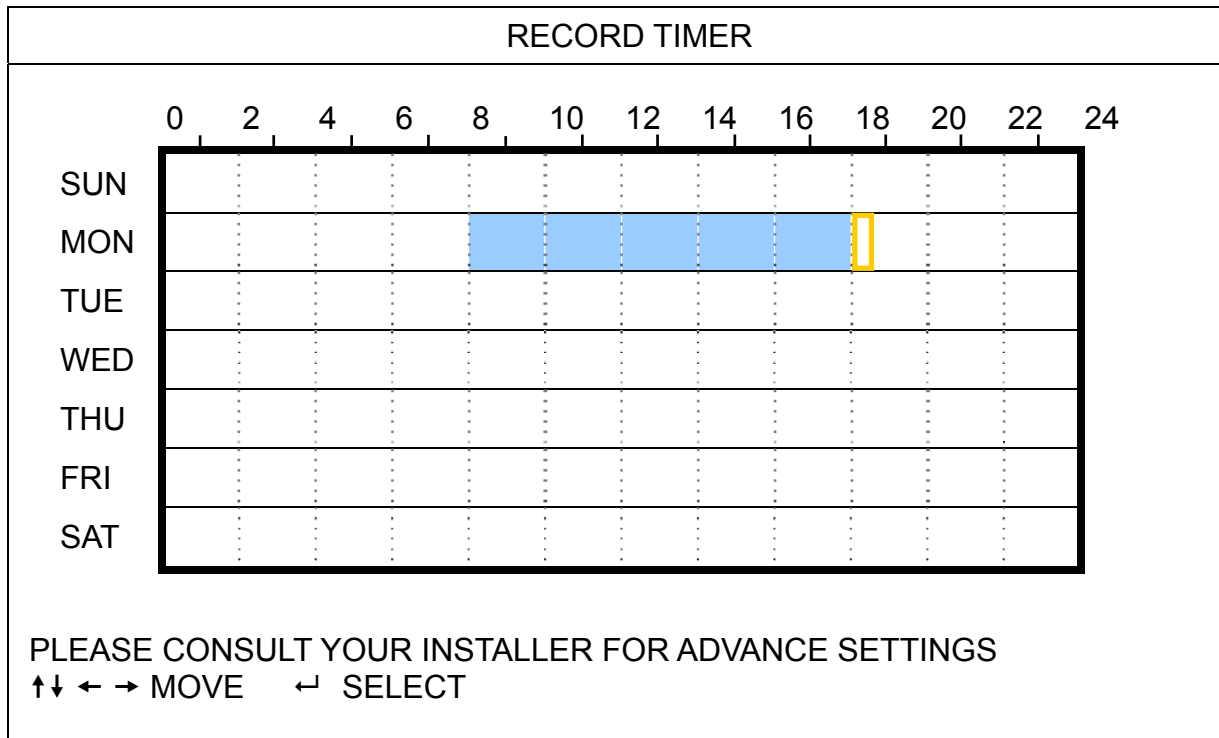 RECORD TIMER
0 2 4 6 8 10 12 14 16 18 20 22 24
SUN
MON
TUE
WED
THU
FRI
SAT
PLEASE CONSULT YOUR INSTALLER FOR ADVANCE SETTINGS
↑↓ ← → MOVE ↵ SELECT